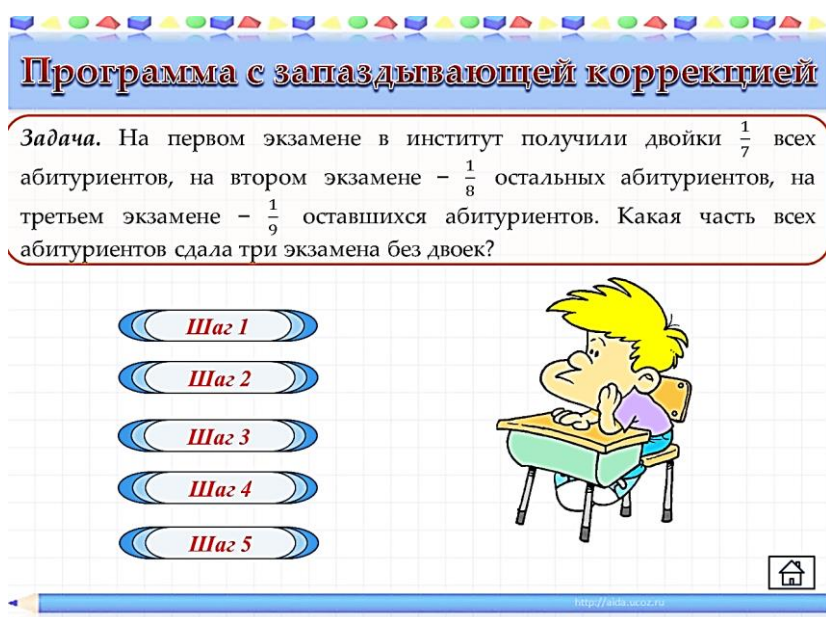 Программа с запаздывающей коррекцией
Задача. На первом экзамене в институт получили двойки 1/7 всех
абитуриентов, на втором экзамене – 1/8 остальных абитуриентов, на
третьем экзамене – 1/9 оставшихся абитуриентов. Какая часть всех
абитуриентов сдала три экзамена без двоек?
Шаг 1
Шаг 2
Шаг 3
Шаг 4
Шаг 5
http://aida.ucoz.ru